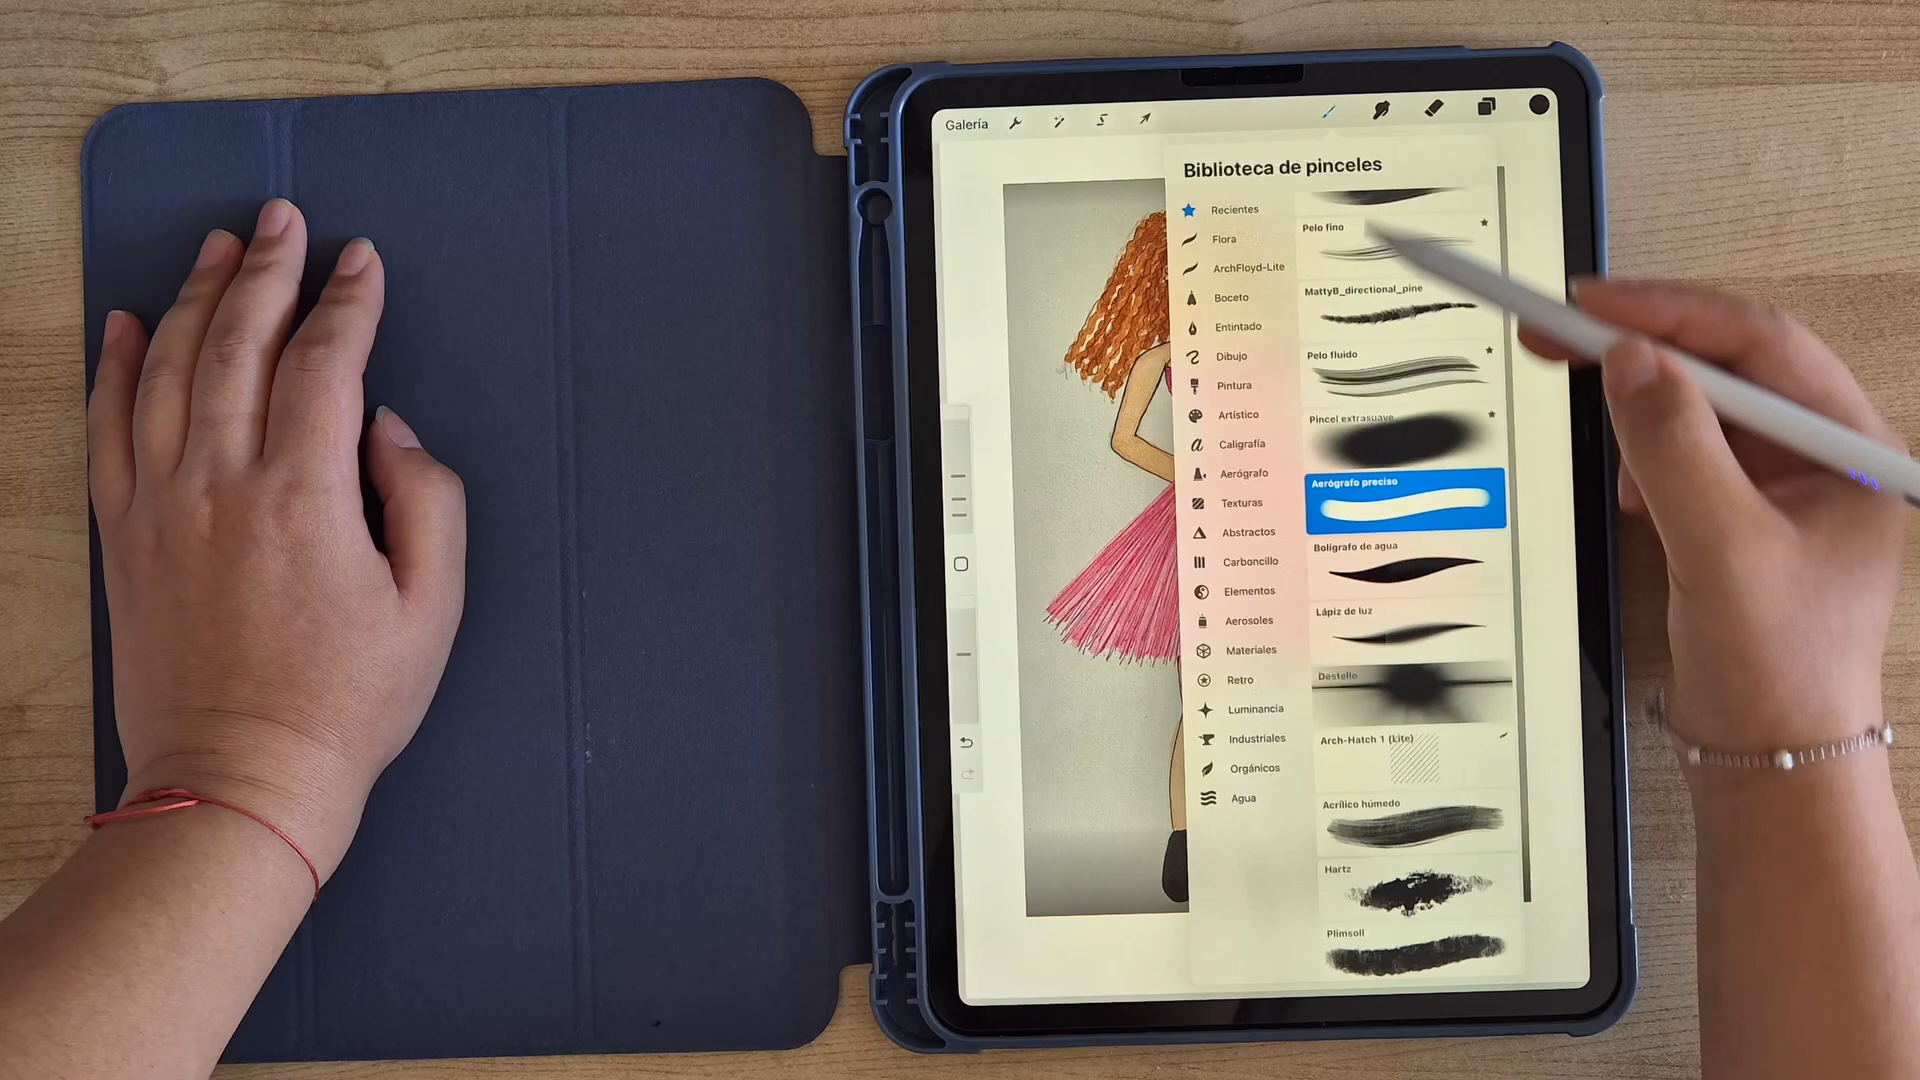 Galería
Biblioteca de pinceles
Recientes
Flora
ArchFloyd-Lite
Boceto
Entintado
Dibujo
Pintura
Artístico
Caligrafía
Aerógrafo
Texturas
Abstractos
Carboncillo
Elementos
Aerosoles
Materiales
Retro
Luminancia
Industriales
Orgánicos
Agua
Pelo fino
MattyB_directional_pine
Pelo fluido
Pincel extrasuave
Aerógrafo preciso
Bolígrafo de agua
Lápiz de luz
Destello
Arch-Hatch 1 (Lite)
Acrílico húmedo
Hartz
Plimsoll